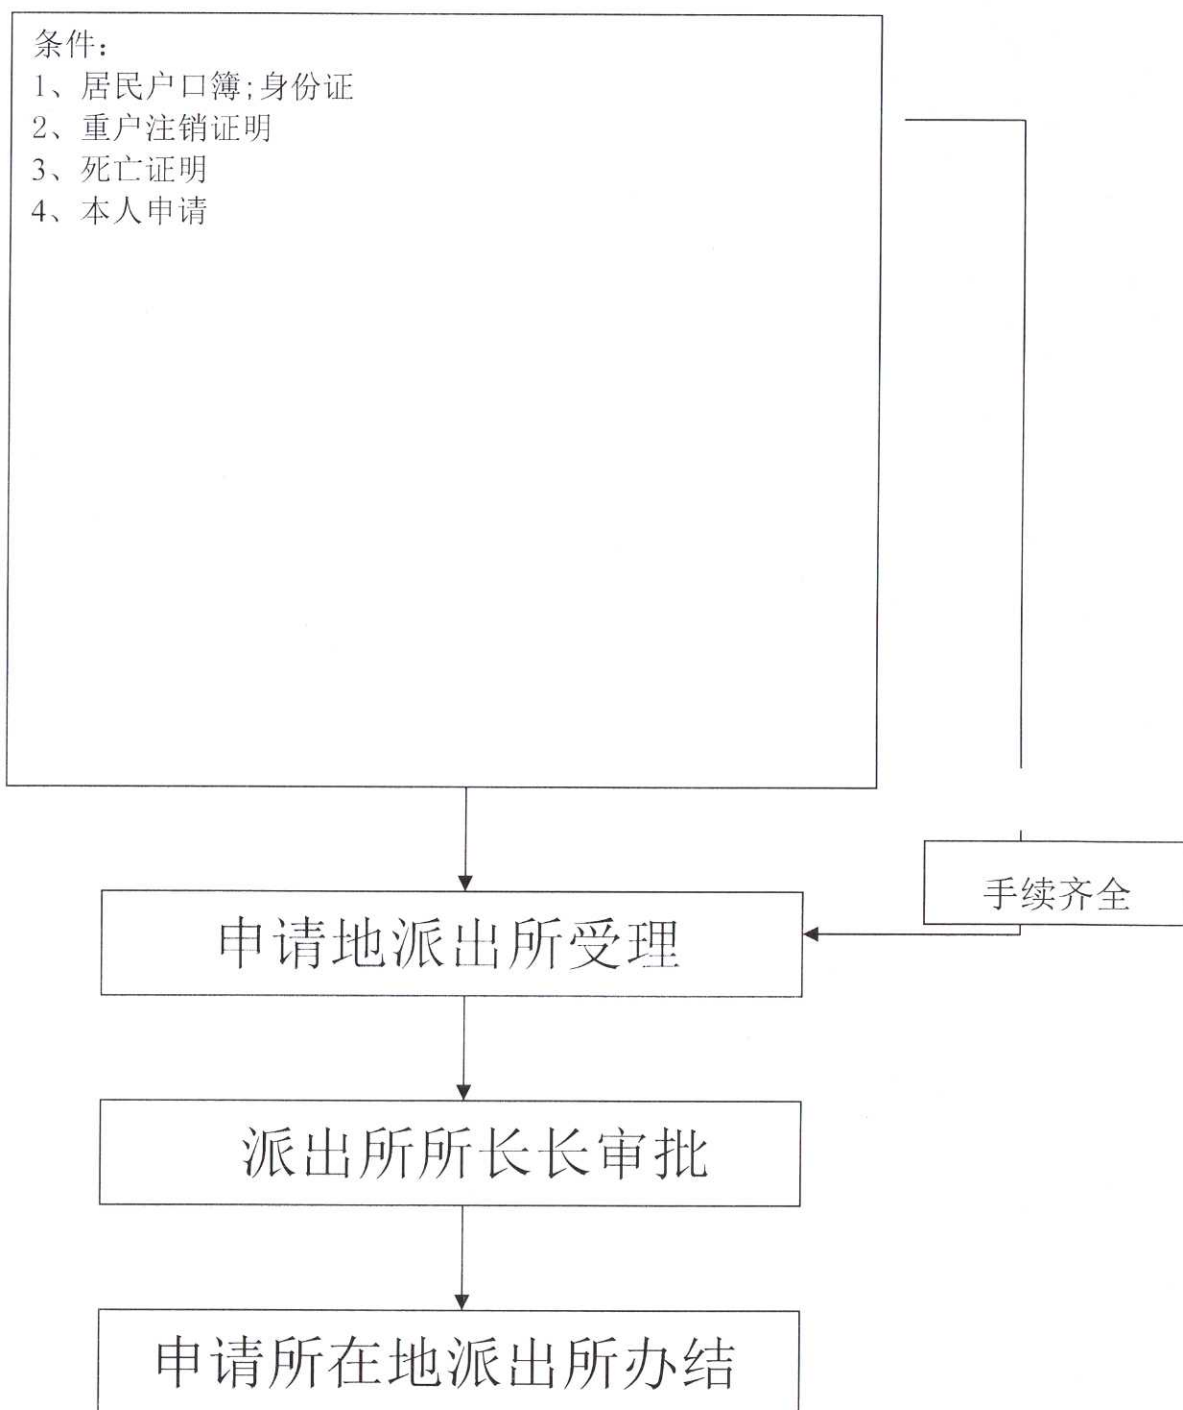 条件：
1、居民户口簿;身份证
2、重户注销证明
3、死亡证明
4、本人申请
手续齐全
申请地派出所受理
派出所所长长审批
申请所在地派出所办结